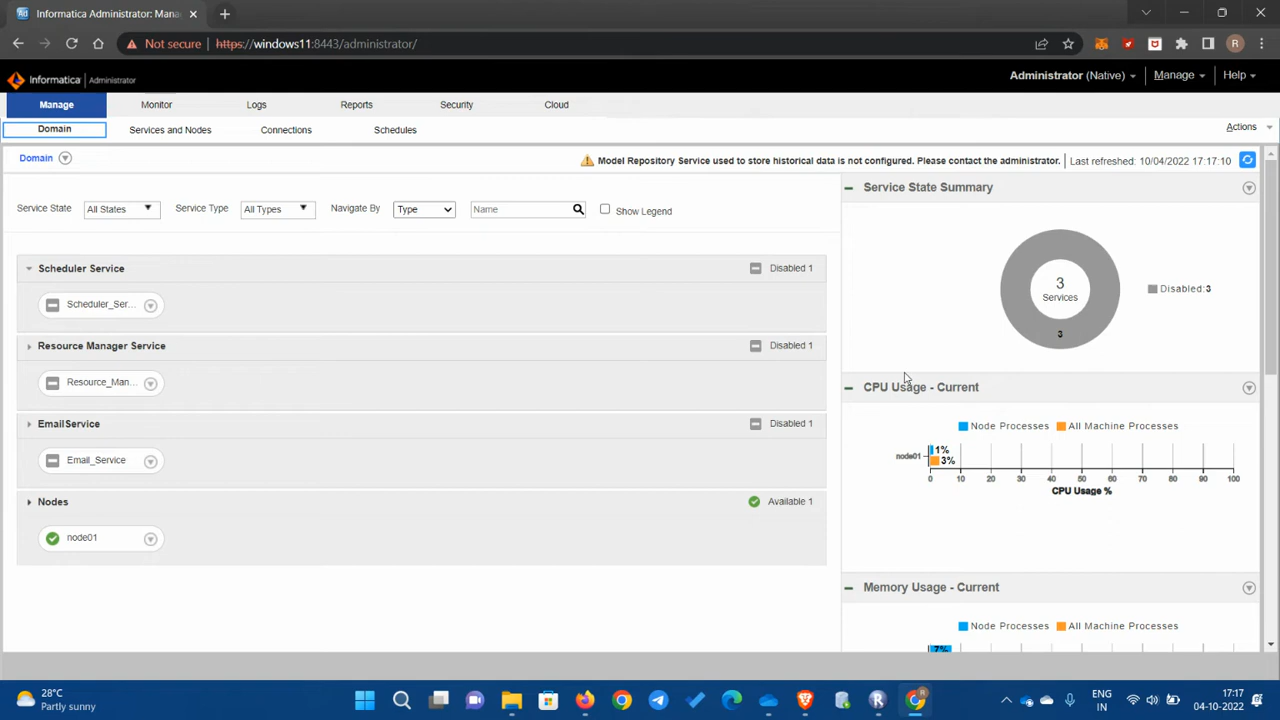 Informatica Administrator: Mana
Not secure https://windows11:8443/administrator/
R
Informatica Administrator
Administrator (Native) Manage Help
Manage Monitor Logs Reports Security Cloud
Domain Services and Nodes Connections Schedules
Actions
Domain
Model Repository Service used to store historical data is not configured. Please contact the administrator. Last refreshed: 10/04/2022 17:17:10
Service State All States Service Type All Types Navigate By Type Name Show Legend
Scheduler Service Disabled 1
Scheduler_Ser...
Resource Manager Service Disabled 1
Resource_Man...
EmailService Disabled 1
Email_Service
Nodes Available 1
node01
Service State Summary
3
Services
3
Disabled:3
CPU Usage - Current
Node Processes All Machine Processes
node01
1%
3%
0 10 20 30 40 50 60 70 80 90 100
CPU Usage %
Memory Usage - Current
Node Processes All Machine Processes
7%
28°C
Partly sunny
ENG
IN
17:17
04-10-2022